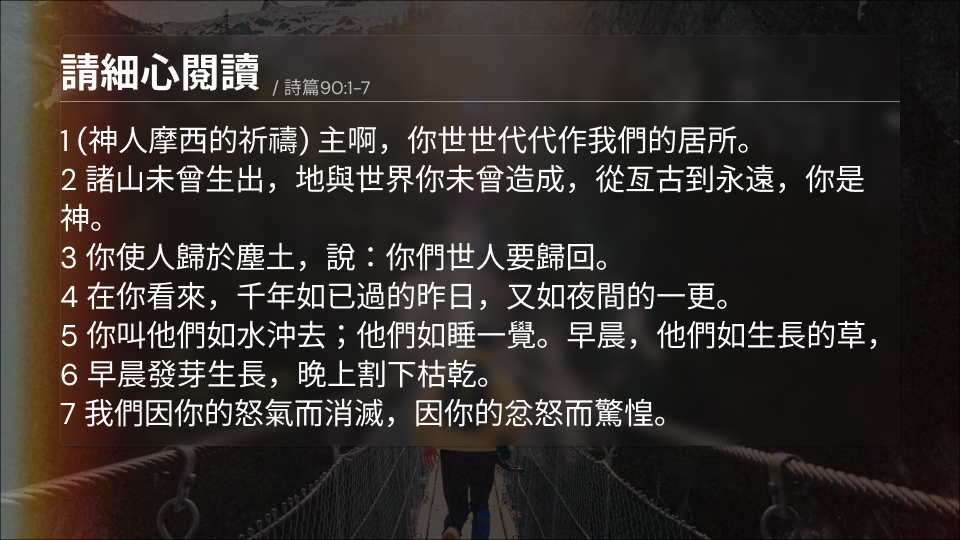 請細心閱讀 / 詩篇90:1-7
1 (神人摩西的祈禱) 主啊，你世世代代作我們的居所。
2 諸山未曾生出，地與世界你未曾造成，從亙古到永遠，你是
神。
3 你使人歸於塵土，說：你們世人要歸回。
4 在你看來，千年如已過的昨日，又如夜間的一更。
5 你叫他們如水沖去；他們如睡一覺。早晨，他們如生長的草，
6 早晨發芽生長，晚上割下枯乾。
7 我們因你的怒氣而消滅，因你的忿怒而驚惶。